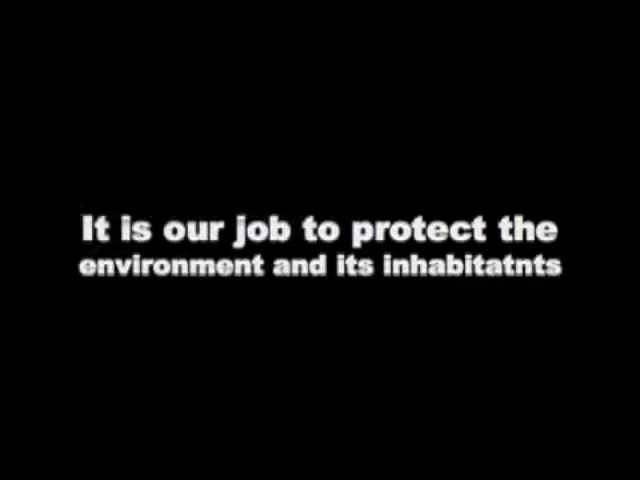 It is our job to protect the
environment and its inhabitatnts